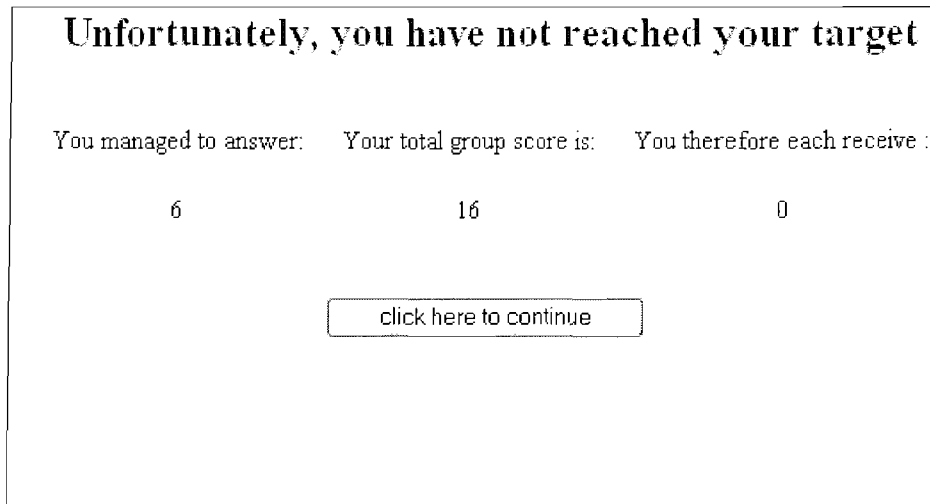 Unfortunately, you have not reached your target
You managed to answer: Your total group score is: You therefore each receive :
6 16 0
click here to continue